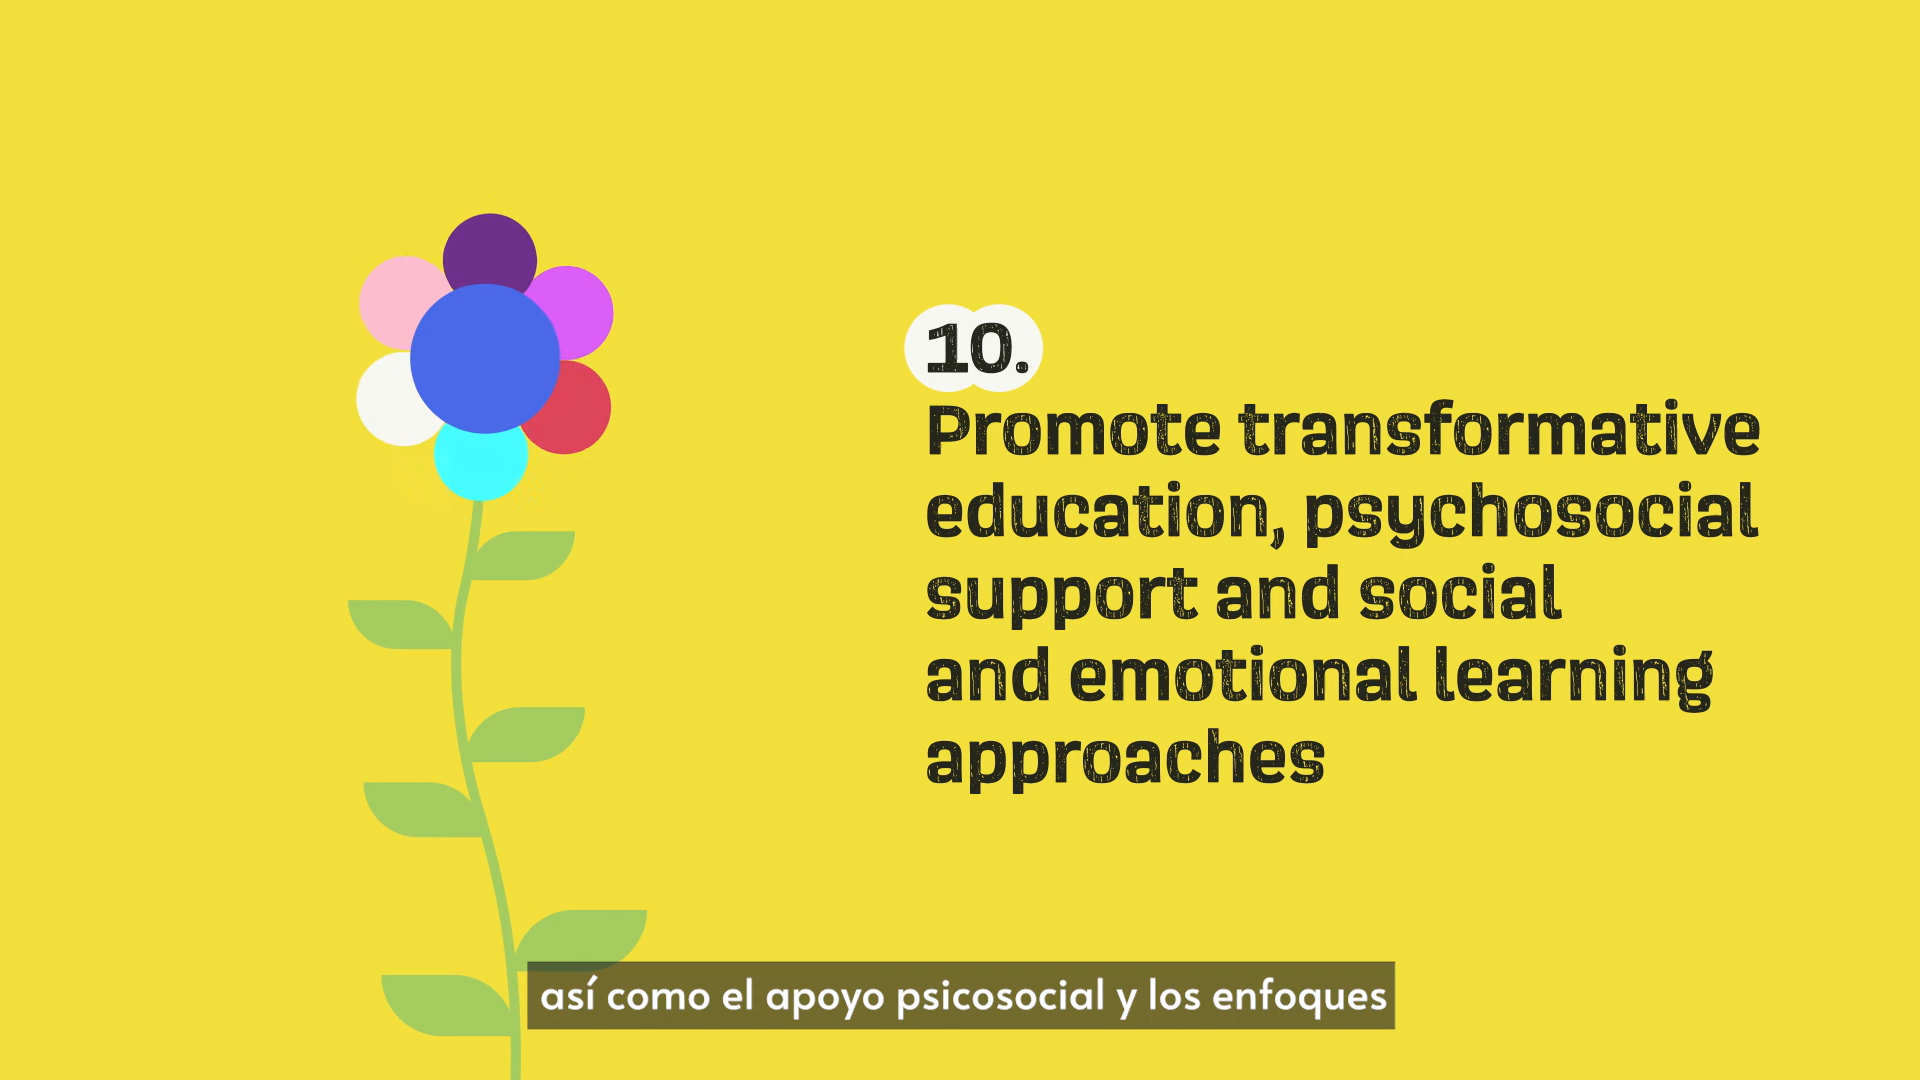 10.
Promote transformative
education, psychosocial
support and social
and emotional learning
approaches
así como el apoyo psicosocial y los enfoques